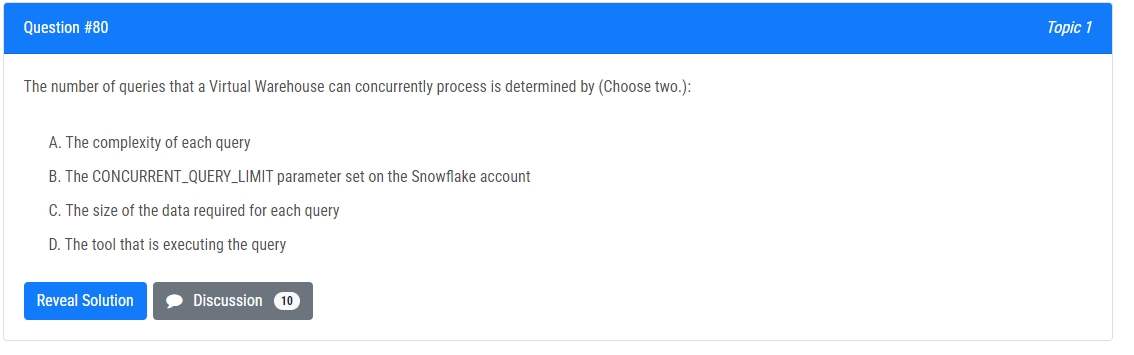 Question #80
Topic 1
The number of queries that a Virtual Warehouse can concurrently process is determined by (Choose two.):
A. The complexity of each query
B. The CONCURRENT_QUERY_LIMIT parameter set on the Snowflake account
C. The size of the data required for each query
D. The tool that is executing the query
Reveal Solution
Discussion 10